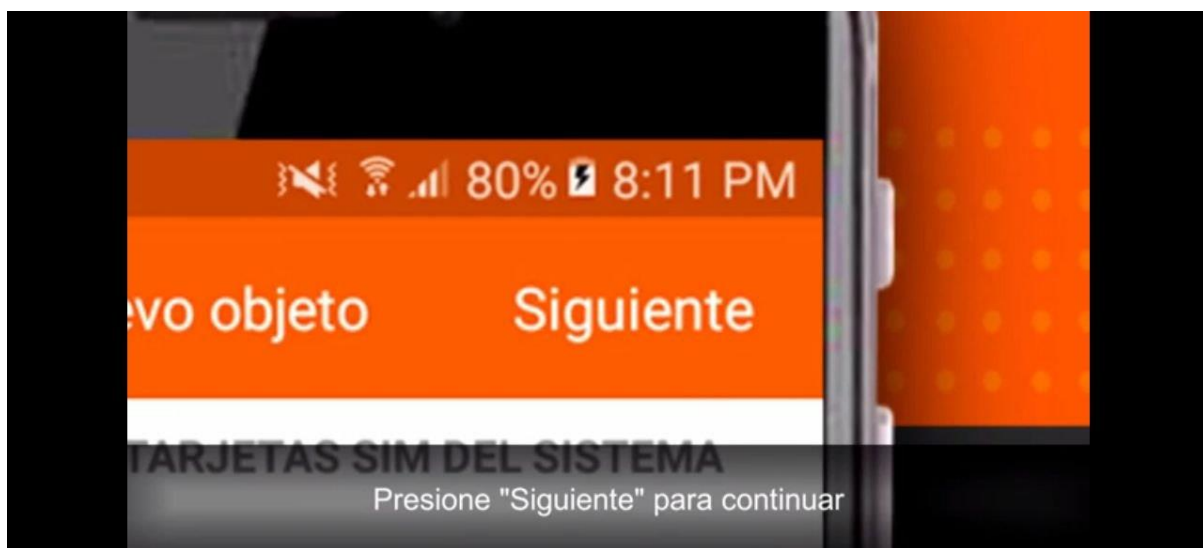 80% 8:11 PM
evo objeto Siguiente
TARJETAS SIM DEL SISTEMA
Presione "Siguiente" para continuar